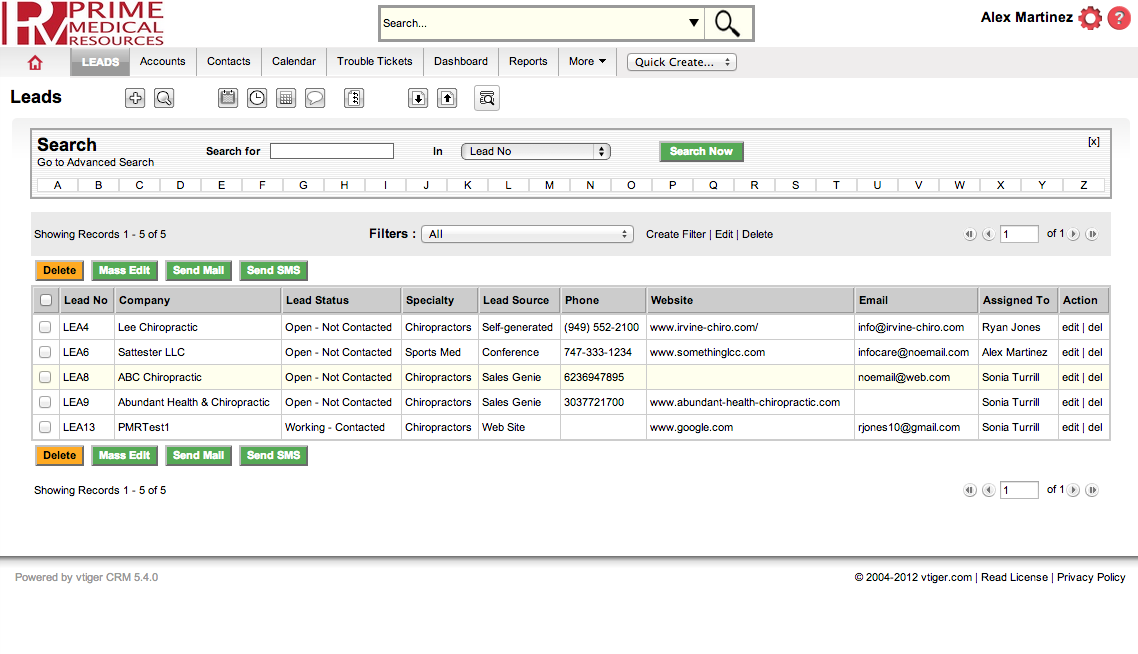 PRIME
MEDICAL
RESOURCES
Search...
Alex Martinez ?
LEADS Accounts Contacts Calendar Trouble Tickets Dashboard Reports More Quick Create...
Leads
Search
Go to Advanced Search
Search for In Lead No Search Now [x]
A B C D E F G H I J K L M N O P Q R S T U V W X Y Z
Showing Records 1 - 5 of 5 Filters : All Create Filter | Edit | Delete 1 of 1
Delete Mass Edit Send Mail Send SMS
Lead No Company Lead Status Specialty Lead Source Phone Website Email Assigned To Action
LEA4 Lee Chiropractic Open - Not Contacted Chiropractors Self-generated (949) 552-2100 www.irvine-chiro.com/ info@irvine-chiro.com Ryan Jones edit | del
LEA6 Sattester LLC Open - Not Contacted Sports Med Conference 747-333-1234 www.somethinglcc.com infocare@noemail.com Alex Martinez edit | del
LEA8 ABC Chiropractic Open - Not Contacted Chiropractors Sales Genie 6236947895 noemail@web.com Sonia Turrill edit | del
LEA9 Abundant Health & Chiropractic Open - Not Contacted Chiropractors Sales Genie 3037721700 www.abundant-health-chiropractic.com Sonia Turrill edit | del
LEA13 PMRTest1 Working - Contacted Chiropractors Web Site www.google.com rjones10@gmail.com Sonia Turrill edit | del
Delete Mass Edit Send Mail Send SMS
Showing Records 1 - 5 of 5 1 of 1
Powered by vtiger CRM 5.4.0 © 2004-2012 vtiger.com | Read License | Privacy Policy